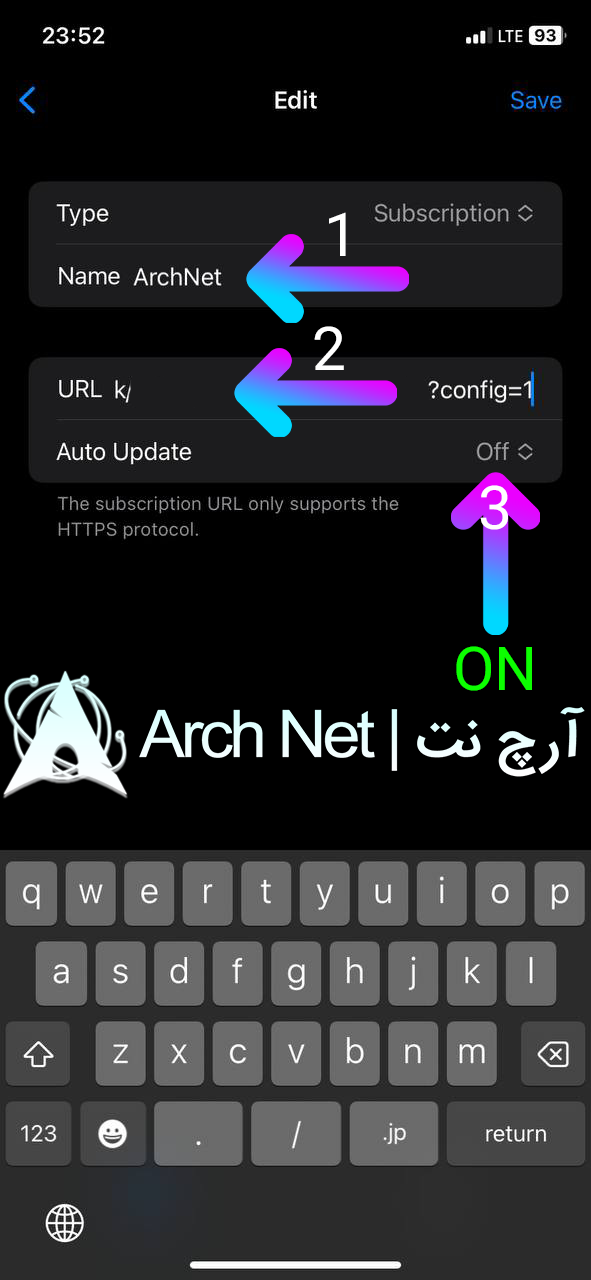 23:52 LTE 93
Edit Save
Type Subscription
1
Name ArchNet
2
URL k/ ?config=1
Auto Update Off
The subscription URL only supports the
HTTPS protocol.
3
ON
Arch Net | آرچ نت
q w e r t y u i o p
a s d f g h j k l
z x c v b n m
123 . / .jp return